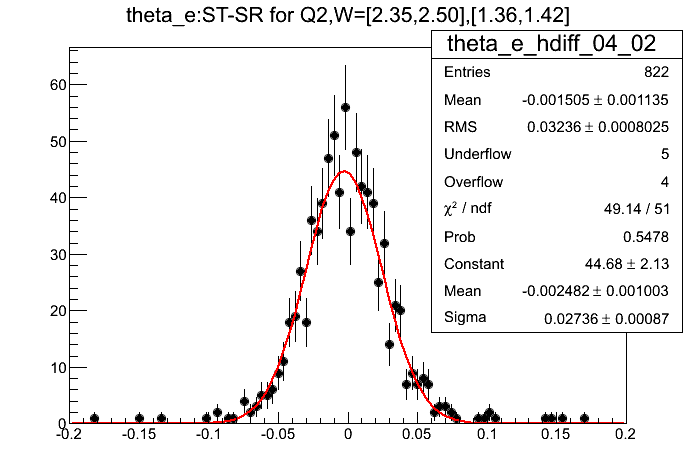 theta_e:ST-SR for Q2,W=[2.35,2.50],[1.36,1.42]
theta_e_hdiff_04_02
Entries 822
Mean -0.001505 ± 0.001135
RMS 0.03236 ± 0.0008025
Underflow 5
Overflow 4
χ² / ndf 49.14 / 51
Prob 0.5478
Constant 44.68 ± 2.13
Mean -0.002482 ± 0.001003
Sigma 0.02736 ± 0.00087
60
50
40
30
20
10
0
-0.2 -0.15 -0.1 -0.05 0 0.05 0.1 0.15 0.2